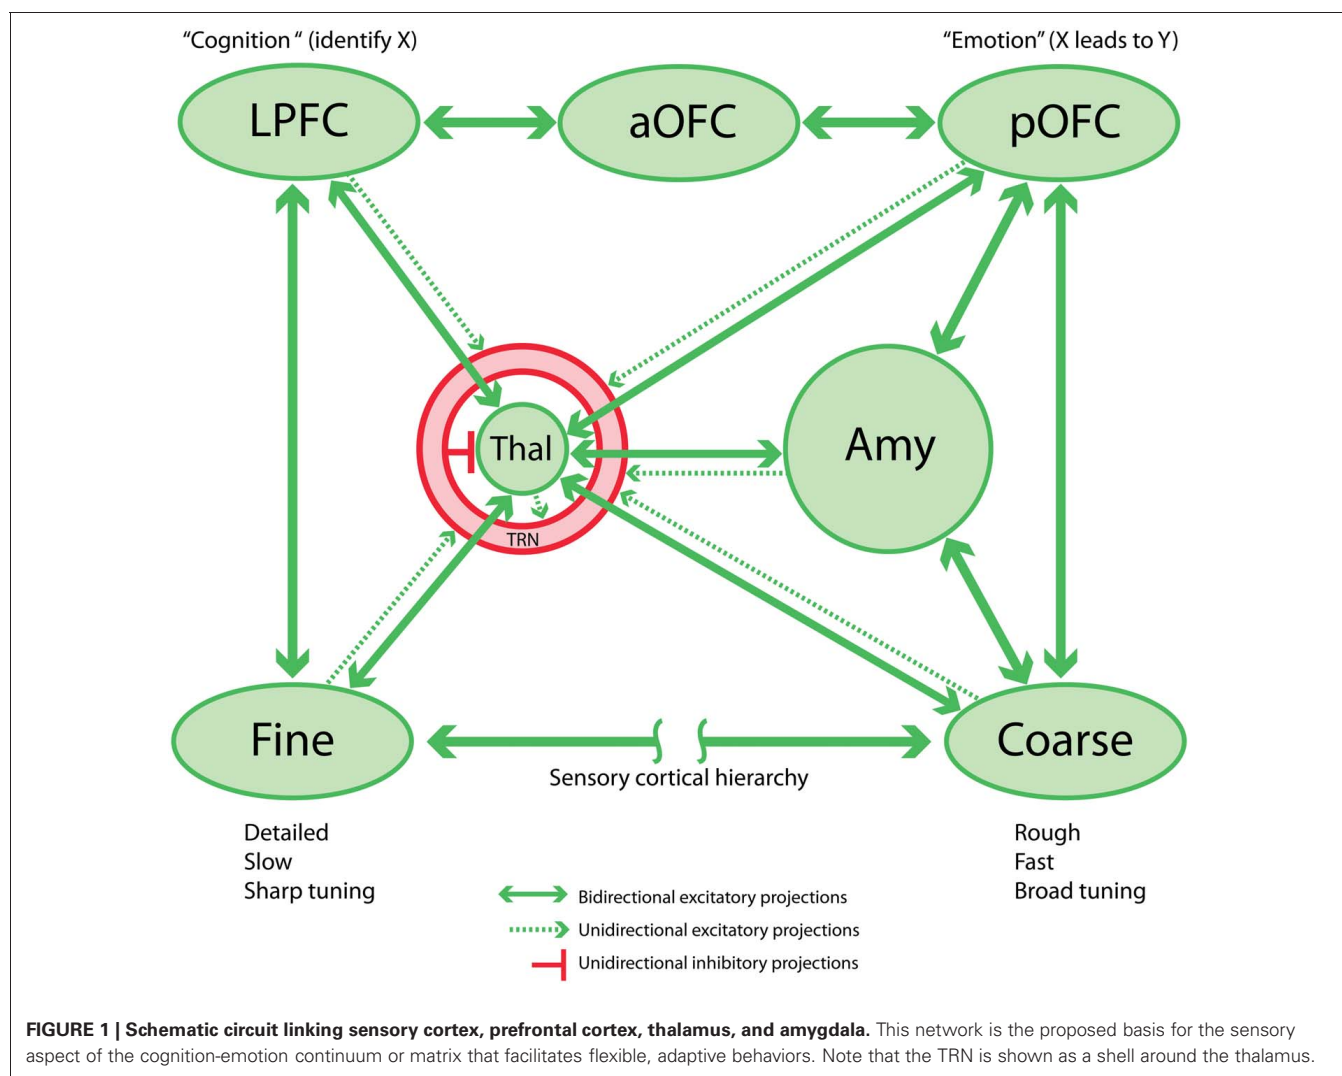 “Cognition “ (identify X)
“Emotion” (X leads to Y)
LPFC
aOFC
pOFC
Thal
Amy
TRN
Fine
Coarse
Sensory cortical hierarchy
Detailed
Slow
Sharp tuning
Rough
Fast
Broad tuning
Bidirectional excitatory projections
Unidirectional excitatory projections
Unidirectional inhibitory projections
FIGURE 1 | Schematic circuit linking sensory cortex, prefrontal cortex, thalamus, and amygdala. This network is the proposed basis for the sensory
aspect of the cognition-emotion continuum or matrix that facilitates flexible, adaptive behaviors. Note that the TRN is shown as a shell around the thalamus.